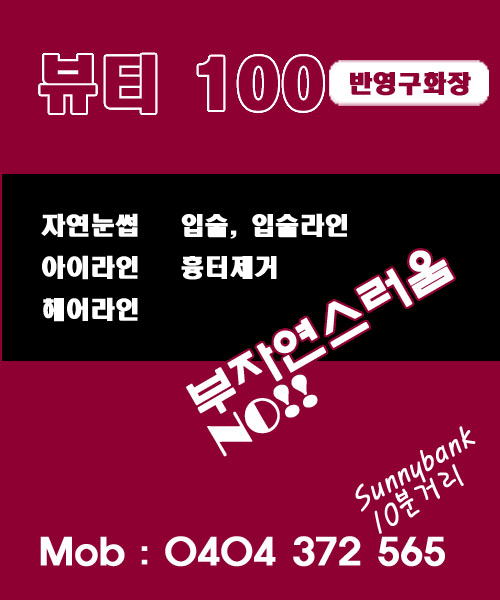 뷰티 100 반영구화장
자연눈썹 입술, 입술라인
아이라인 흉터제거
헤어라인
부자연스러움
NO!!
Sunnybank
10분거리
Mob : 0404 372 565